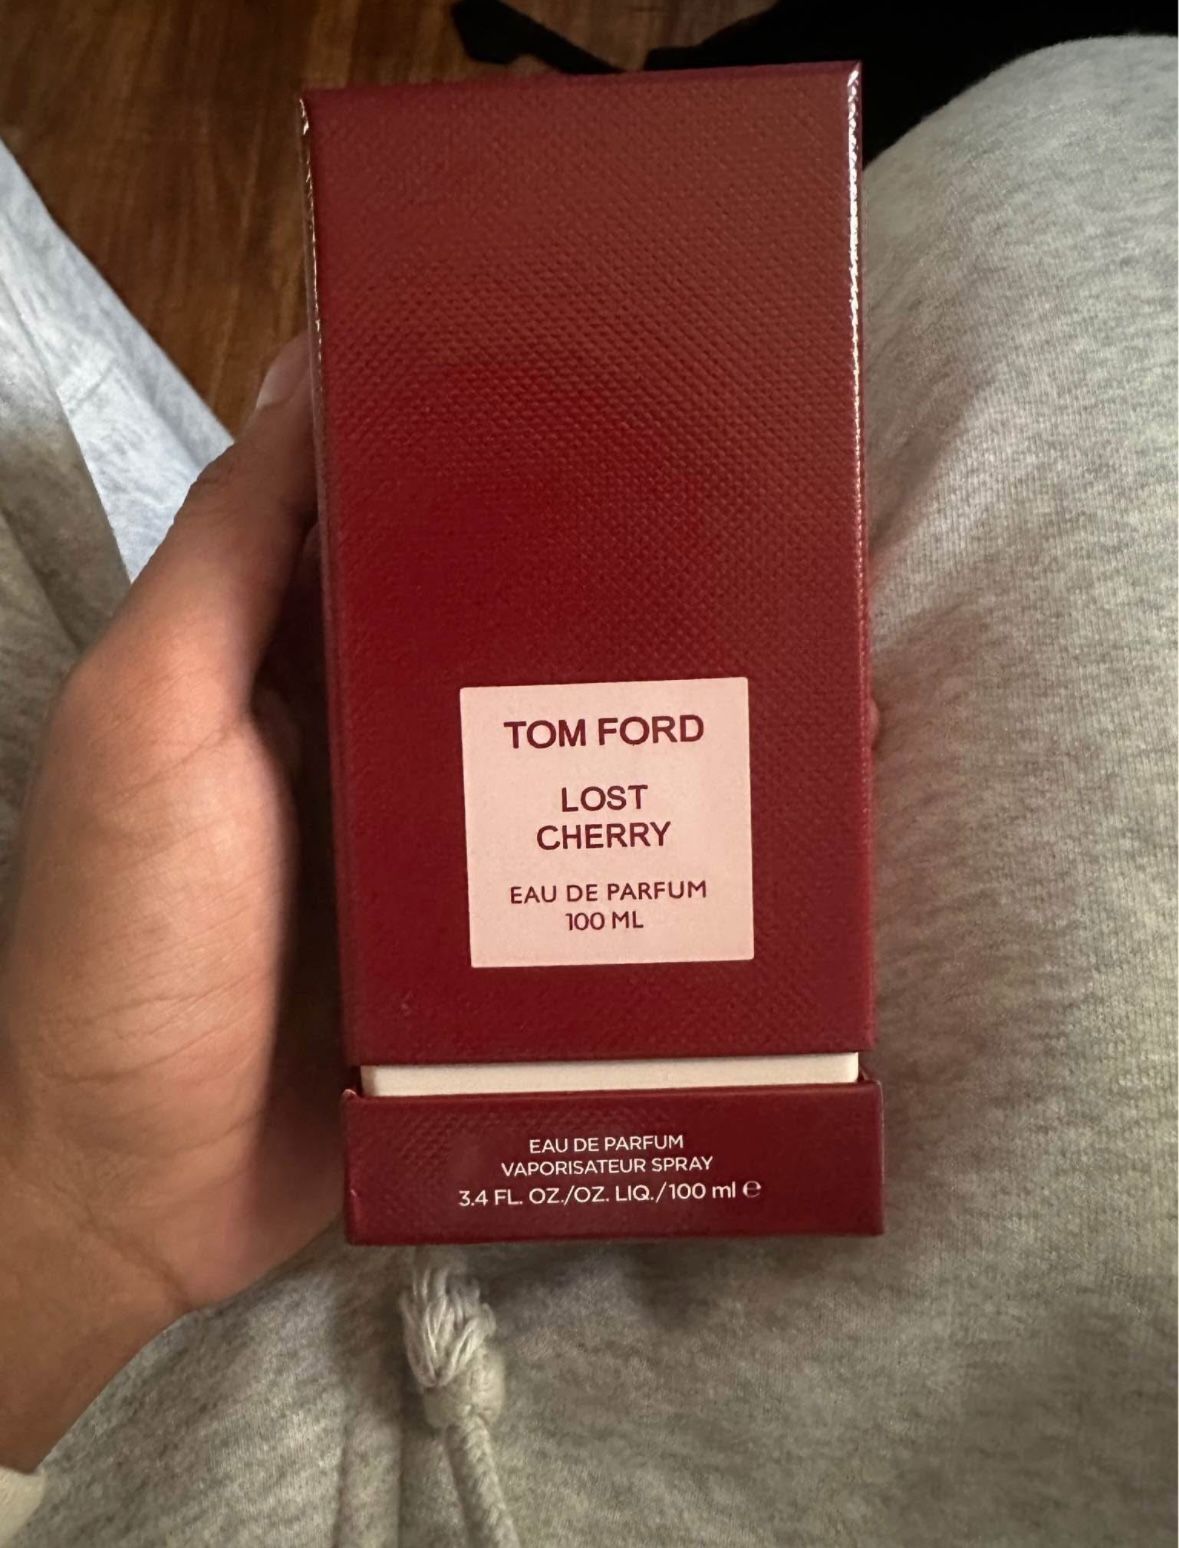 TOM FORD
LOST
CHERRY
EAU DE PARFUM
100 ML
EAU DE PARFUM
VAPORISATEUR SPRAY
3.4 FL. OZ./OZ. LIQ./100 ml ℮